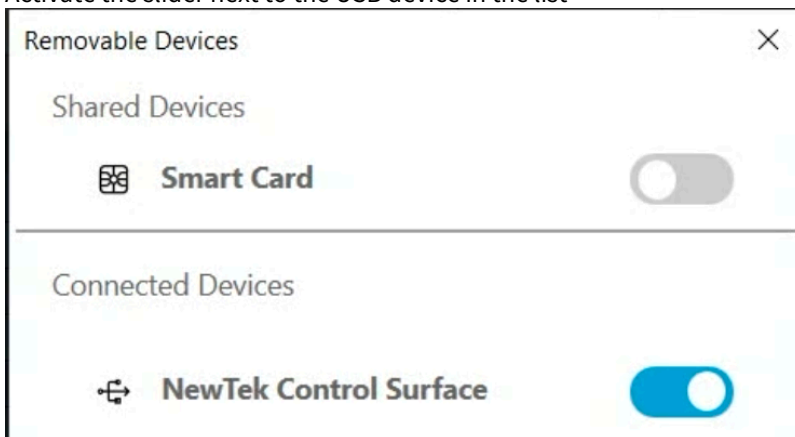 Activate the slider next to the USB device in the list
Removable Devices
Shared Devices
Smart Card
Connected Devices
NewTek Control Surface